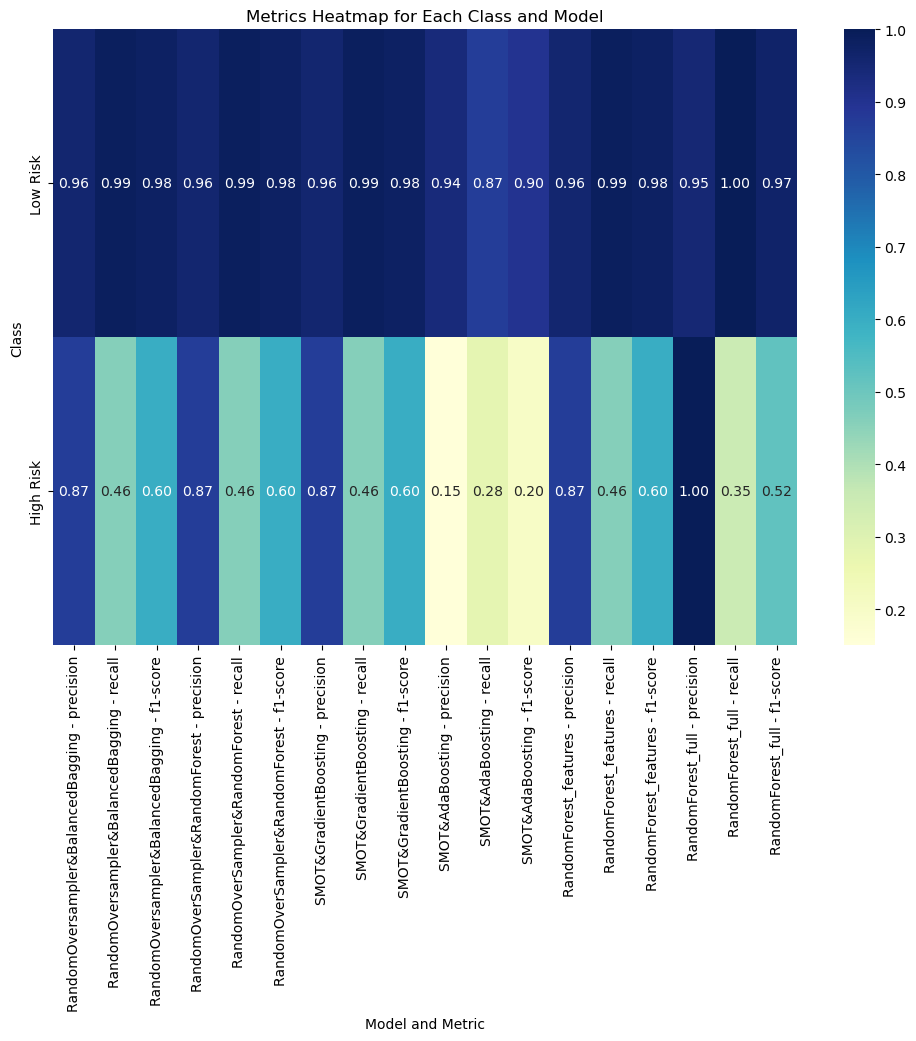 Metrics Heatmap for Each Class and Model
Class
Low Risk
0.96 0.99 0.98 0.96 0.99 0.98 0.96 0.99 0.98 0.94 0.87 0.90 0.96 0.99 0.98 0.95 1.00 0.97
High Risk
0.87 0.46 0.60 0.87 0.46 0.60 0.87 0.46 0.60 0.15 0.28 0.20 0.87 0.46 0.60 1.00 0.35 0.52
RandomOversampler&BalancedBagging - precision
RandomOversampler&BalancedBagging - recall
RandomOversampler&BalancedBagging - f1-score
RandomOverSampler&RandomForest - precision
RandomOverSampler&RandomForest - recall
RandomOverSampler&RandomForest - f1-score
SMOT&GradientBoosting - precision
SMOT&GradientBoosting - recall
SMOT&GradientBoosting - f1-score
SMOT&AdaBoosting - precision
SMOT&AdaBoosting - recall
SMOT&AdaBoosting - f1-score
RandomForest_features - precision
RandomForest_features - recall
RandomForest_features - f1-score
RandomForest_full - precision
RandomForest_full - recall
RandomForest_full - f1-score
Model and Metric
1.0
0.9
0.8
0.7
0.6
0.5
0.4
0.3
0.2